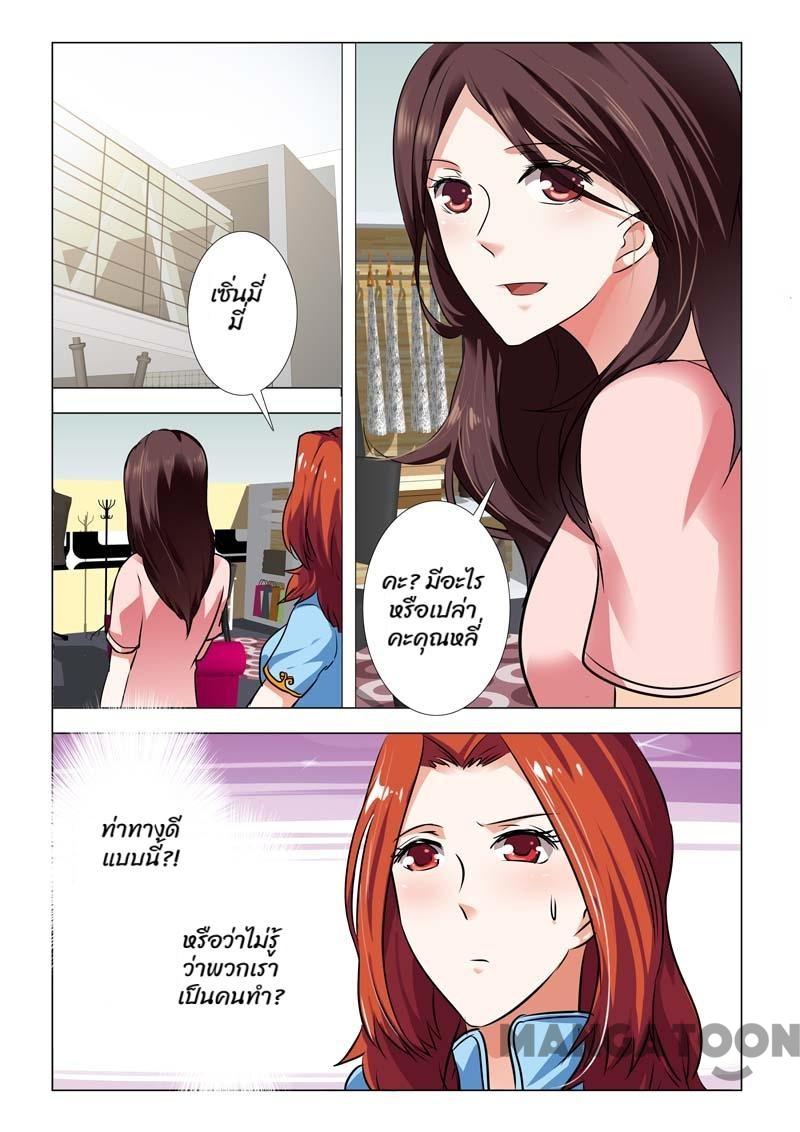 เซิ่นมี่
มี่
คะ? มีอะไร
หรือเปล่า
คะคุณหลี่
ท่าทางดี
แบบนี้?!
หรือว่าไม่รู้
ว่าพวกเรา
เป็นคนทำ?
MANGATOON